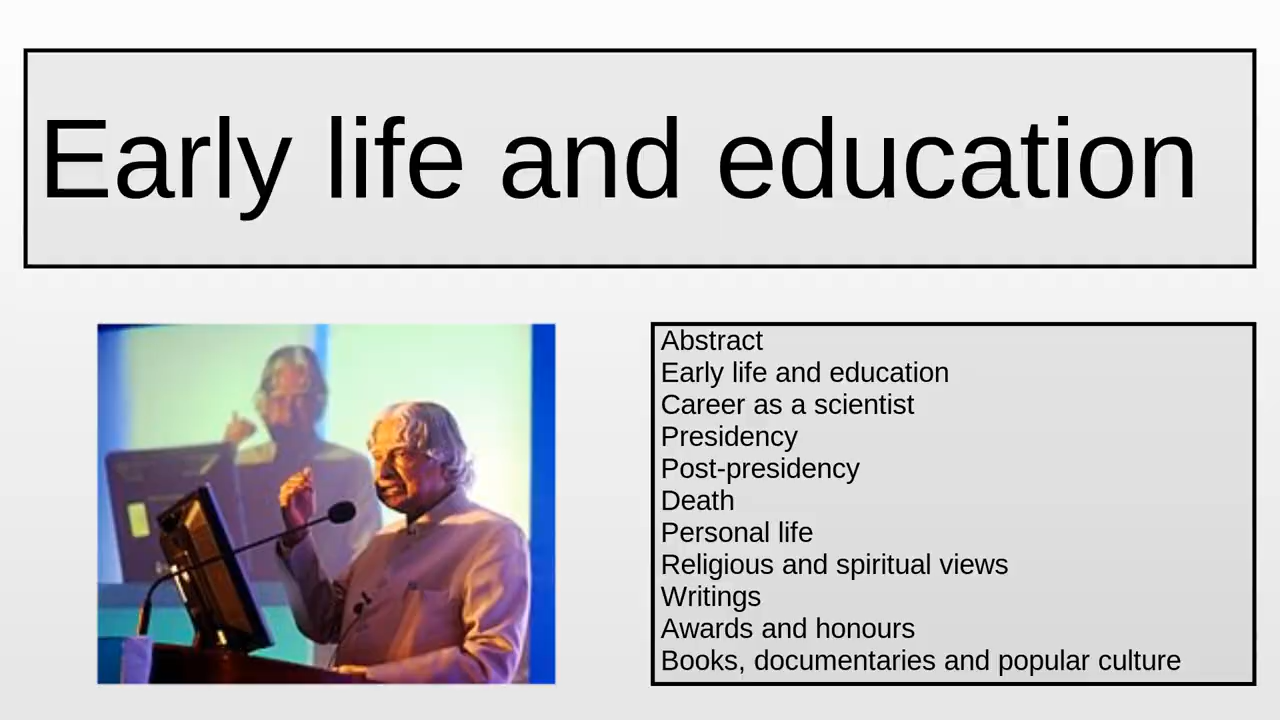 Early life and education
Abstract
Early life and education
Career as a scientist
Presidency
Post-presidency
Death
Personal life
Religious and spiritual views
Writings
Awards and honours
Books, documentaries and popular culture